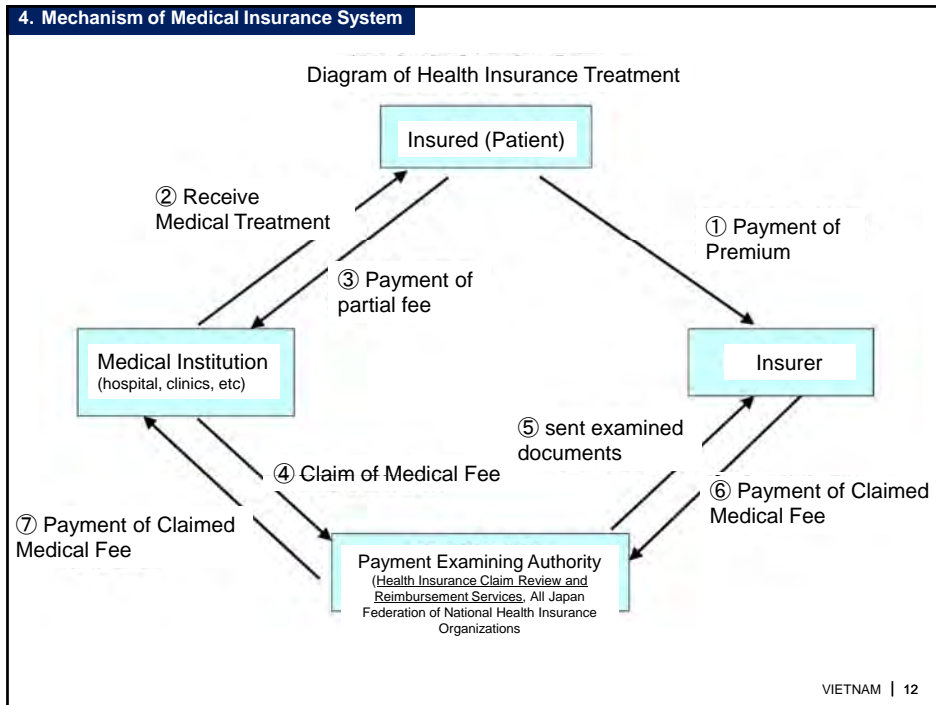 4. Mechanism of Medical Insurance System
Diagram of Health Insurance Treatment
Insured (Patient)
② Receive
Medical Treatment
① Payment of
Premium
③ Payment of
partial fee
Medical Institution
(hospital, clinics, etc)
Insurer
⑤ sent examined
documents
④ Claim of Medical Fee
⑥ Payment of Claimed
Medical Fee
⑦ Payment of Claimed
Medical Fee
Payment Examining Authority
(Health Insurance Claim Review and
Reimbursement Services, All Japan
Federation of National Health Insurance
Organizations
VIETNAM | 12